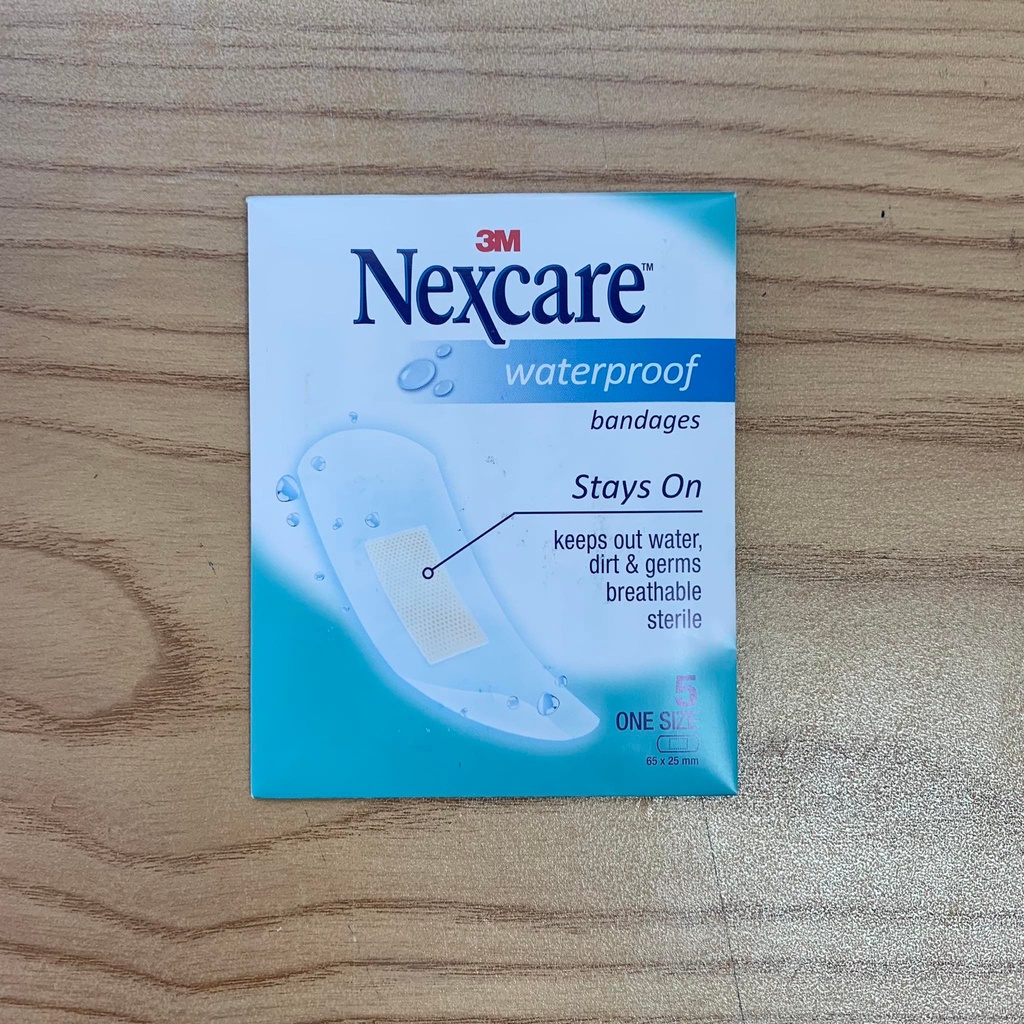 3M
Nexcare™
waterproof
bandages
Stays On
keeps out water,
dirt & germs
breathable
sterile
5
ONE SIZE
65 x 25 mm